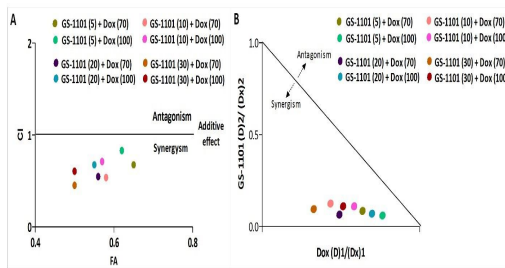 A
GS-1101 (5) + Dox (70)
GS-1101 (10) + Dox (70)
GS-1101 (5) + Dox (100)
GS-1101 (10) + Dox (100)
GS-1101 (20) + Dox (70)
GS-1101 (30) + Dox (70)
GS-1101 (20) + Dox (100)
GS-1101 (30) + Dox (100)
2
1
0
CI
Antagonism
Synergysm
Additive
effect
0.4
0.6
0.8
FA
B
GS-1101 (5) + Dox (70)
GS-1101 (10) + Dox (70)
GS-1101 (5) + Dox (100)
GS-1101 (10) + Dox (100)
GS-1101 (20) + Dox (70)
GS-1101 (30) + Dox (70)
GS-1101 (20) + Dox (100)
GS-1101 (30) + Dox (100
1.0
0.5
0.0
GS-1101 (D)2/ (Dx)2
Antagonism
Synergism
Dox (D)1/(Dx)1